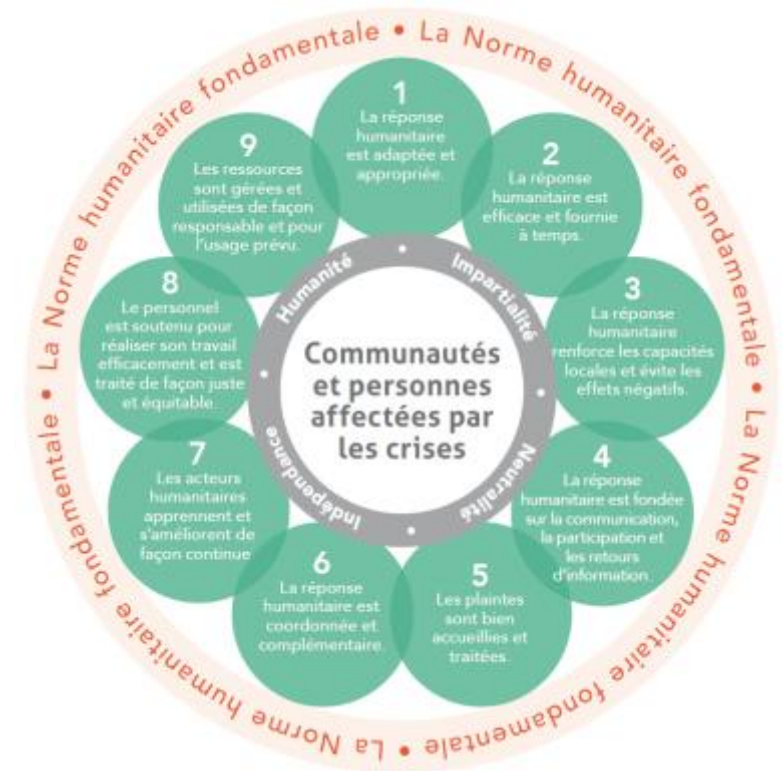 La Norme humanitaire fondamentale • La Norme humanitaire fondamentale • La Norme humanitaire fondamentale • La Norme humanitaire fondamentale • La Norme humanitaire fondamentale •
1
La réponse
humanitaire
est adaptée et
appropriée.
2
La réponse
humanitaire est
efficace et fournie
à temps.
3
La réponse
humanitaire
renforce les capacités
locales et évite les
effets négatifs.
4
La réponse
humanitaire est fondée
sur la communication,
la participation et
les retours
d'information.
5
Les plaintes
sont bien
accueillies et
traitées.
6
La réponse
humanitaire est
coordonnée et
complémentaire.
7
Les acteurs
humanitaires
apprennent et
s'améliorent de
façon continue
8
Le personnel
est soutenu pour
réaliser son travail
efficacement et est
traité de façon juste
et équitable.
9
Les ressources
sont gérées et
utilisées de façon
responsable et pour
l'usage prévu.
Humanité • Impartialité • Neutralité • Indépendance •
Communautés
et personnes
affectées par
les crises